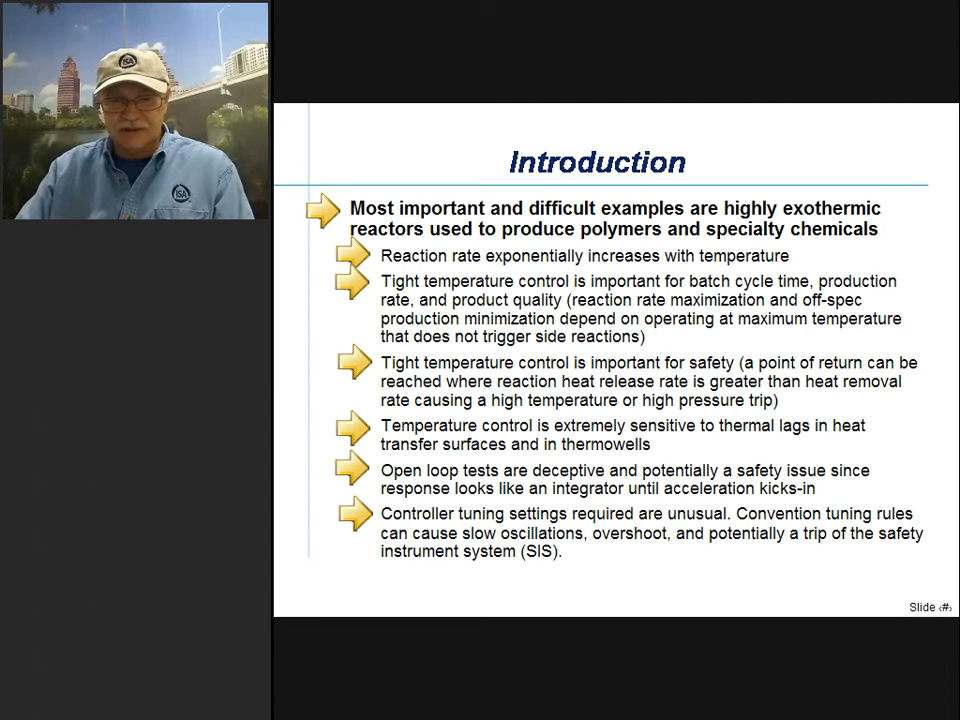 ISA
ISA
Introduction
Most important and difficult examples are highly exothermic
reactors used to produce polymers and specialty chemicals
Reaction rate exponentially increases with temperature
Tight temperature control is important for batch cycle time, production
rate, and product quality (reaction rate maximization and off-spec
production minimization depend on operating at maximum temperature
that does not trigger side reactions)
Tight temperature control is important for safety (a point of return can be
reached where reaction heat release rate is greater than heat removal
rate causing a high temperature or high pressure trip)
Temperature control is extremely sensitive to thermal lags in heat
transfer surfaces and in thermowells
Open loop tests are deceptive and potentially a safety issue since
response looks like an integrator until acceleration kicks-in
Controller tuning settings required are unusual. Convention tuning rules
can cause slow oscillations, overshoot, and potentially a trip of the safety
instrument system (SIS).
Slide ‹#›